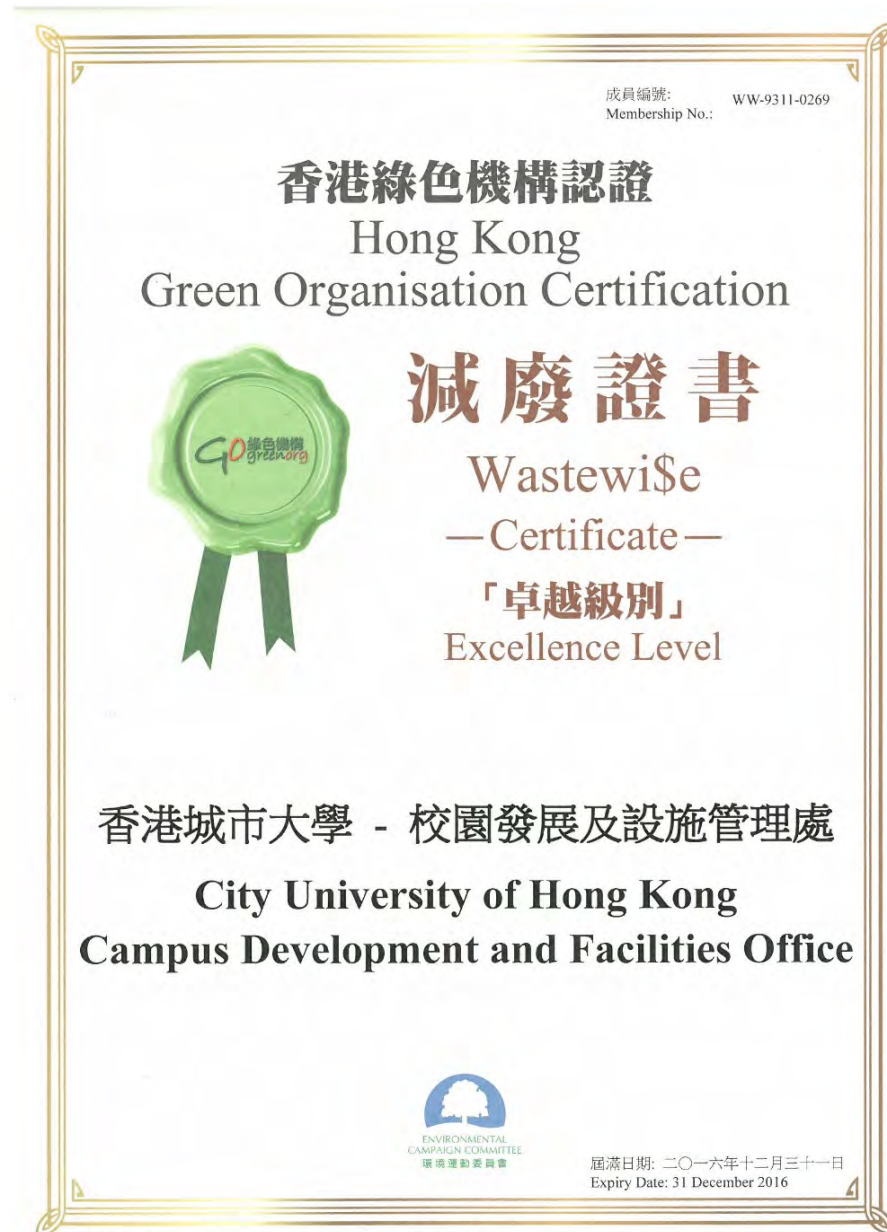 成員編號: WW-9311-0269
Membership No.:
香港綠色機構認證
Hong Kong
Green Organisation Certification
GO綠色機構
greenorg
減廢證書
Wastewi$e
—Certificate—
「卓越級別」
Excellence Level
香港城市大學 - 校園發展及設施管理處
City University of Hong Kong
Campus Development and Facilities Office
ENVIRONMENTAL
CAMPAIGN COMMITTEE
環境運動委員會
屆滿日期: 二〇一六年十二月三十一日
Expiry Date: 31 December 2016